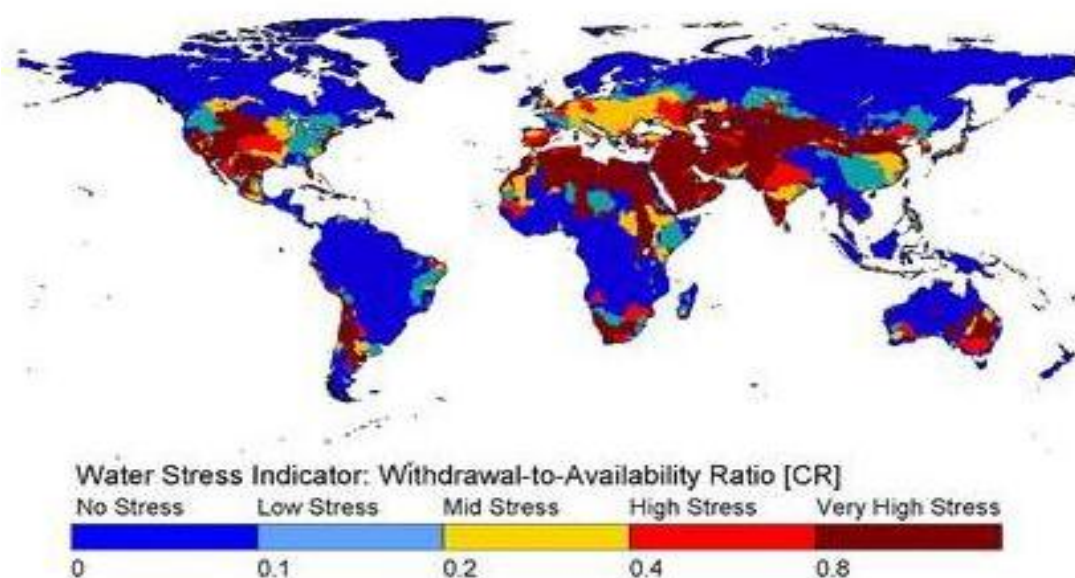 Water Stress Indicator: Withdrawal-to-Availability Ratio [CR]
No Stress Low Stress Mid Stress High Stress Very High Stress
0 0.1 0.2 0.4 0.8